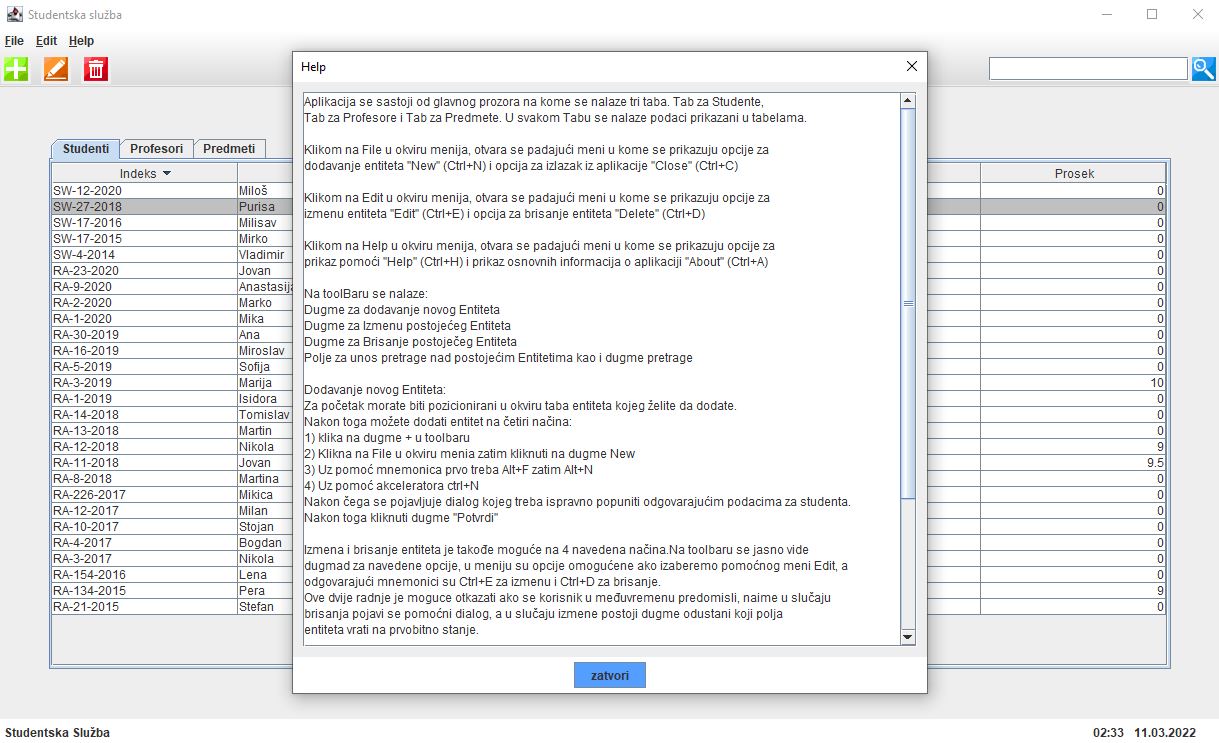 Studentska služba
File Edit Help
Help
Aplikacija se sastoji od glavnog prozora na kome se nalaze tri taba. Tab za Studente,
Tab za Profesore i Tab za Predmete. U svakom Tabu se nalaze podaci prikazani u tabelama.
Klikom na File u okviru menija, otvara se padajući meni u kome se prikazuju opcije za
dodavanje entiteta "New" (Ctrl+N) i opcija za izlazak iz aplikacije "Close" (Ctrl+C)
Klikom na Edit u okviru menija, otvara se padajući meni u kome se prikazuju opcije za
izmenu entiteta "Edit" (Ctrl+E) i opcija za brisanje entiteta "Delete" (Ctrl+D)
Klikom na Help u okviru menija, otvara se padajući meni u kome se prikazuju opcije za
prikaz pomoći "Help" (Ctrl+H) i prikaz osnovnih informacija o aplikaciji "About" (Ctrl+A)
Na toolBaru se nalaze:
Dugme za dodavanje novog Entiteta
Dugme za Izmenu postojećeg Entiteta
Dugme za Brisanje postojećeg Entiteta
Polje za unos pretrage nad postojećim Entitetima kao i dugme pretrage
Dodavanje novog Entiteta:
Za početak morate biti pozicionirani u okviru taba entiteta kojeg želite da dodate.
Nakon toga možete dodati entitet na četiri načina:
1) klika na dugme + u toolbaru
2) Klikna na File u okviru menia zatim kliknuti na dugme New
3) Uz pomoć mnemonica prvo treba Alt+F zatim Alt+N
4) Uz pomoć akceleratora ctrl+N
Nakon čega se pojavljuje dialog kojeg treba ispravno popuniti odgovarajućim podacima za studenta.
Nakon toga kliknuti dugme "Potvrdi"
Izmena i brisanje entiteta je takođe moguće na 4 navedena načina.Na toolbaru se jasno vide
dugmad za navedene opcije, u meniju su opcije omogućene ako izaberemo pomoćnog meni Edit, a
odgovarajući mnemonici su Ctrl+E za izmenu i Ctrl+D za brisanje.
Ove dvije radnje je moguce otkazati ako se korisnik u međuvremenu predomisli, naime u slučaju
brisanja pojavi se pomoćni dialog, a u slučaju izmene postoji dugme odustani koji polja
entiteta vrati na prvobitno stanje.
zatvori
Studenti Profesori Predmeti
Indeks Prosek
SW-12-2020 Miloš 0
SW-27-2018 Purisa 0
SW-17-2016 Milisav 0
SW-17-2015 Mirko 0
SW-4-2014 Vladimir 0
RA-23-2020 Jovan 0
RA-9-2020 Anastasija 0
RA-2-2020 Marko 0
RA-1-2020 Mika 0
RA-30-2019 Ana 0
RA-16-2019 Miroslav 0
RA-5-2019 Sofija 0
RA-3-2019 Marija 10
RA-1-2019 Isidora 0
RA-14-2018 Tomislav 0
RA-13-2018 Martin 0
RA-12-2018 Nikola 9
RA-11-2018 Jovan 9.5
RA-8-2018 Martina 0
RA-226-2017 Mikica 0
RA-12-2017 Milan 0
RA-10-2017 Stojan 0
RA-4-2017 Bogdan 0
RA-3-2017 Nikola 0
RA-154-2016 Lena 0
RA-134-2015 Pera 9
RA-21-2015 Stefan 0
Studentska Služba 02:33 11.03.2022